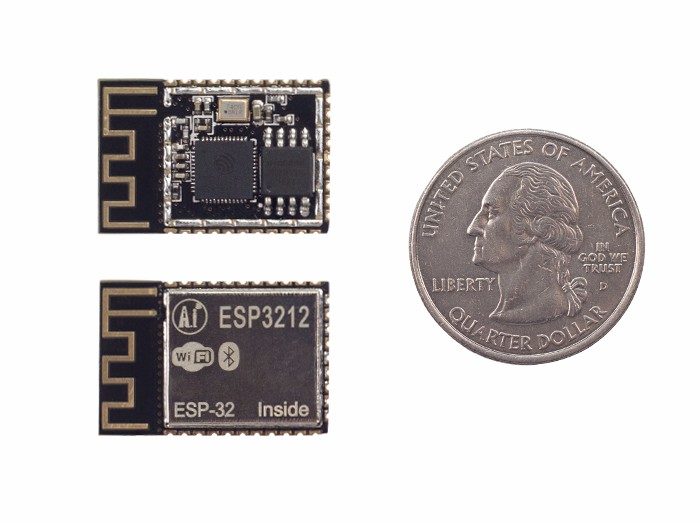 Ai ESP3212
Wi Fi
ESP-32 Inside
UNITED STATES OF AMERICA
IN
GOD WE
TRUST
LIBERTY
D
QUARTER DOLLAR